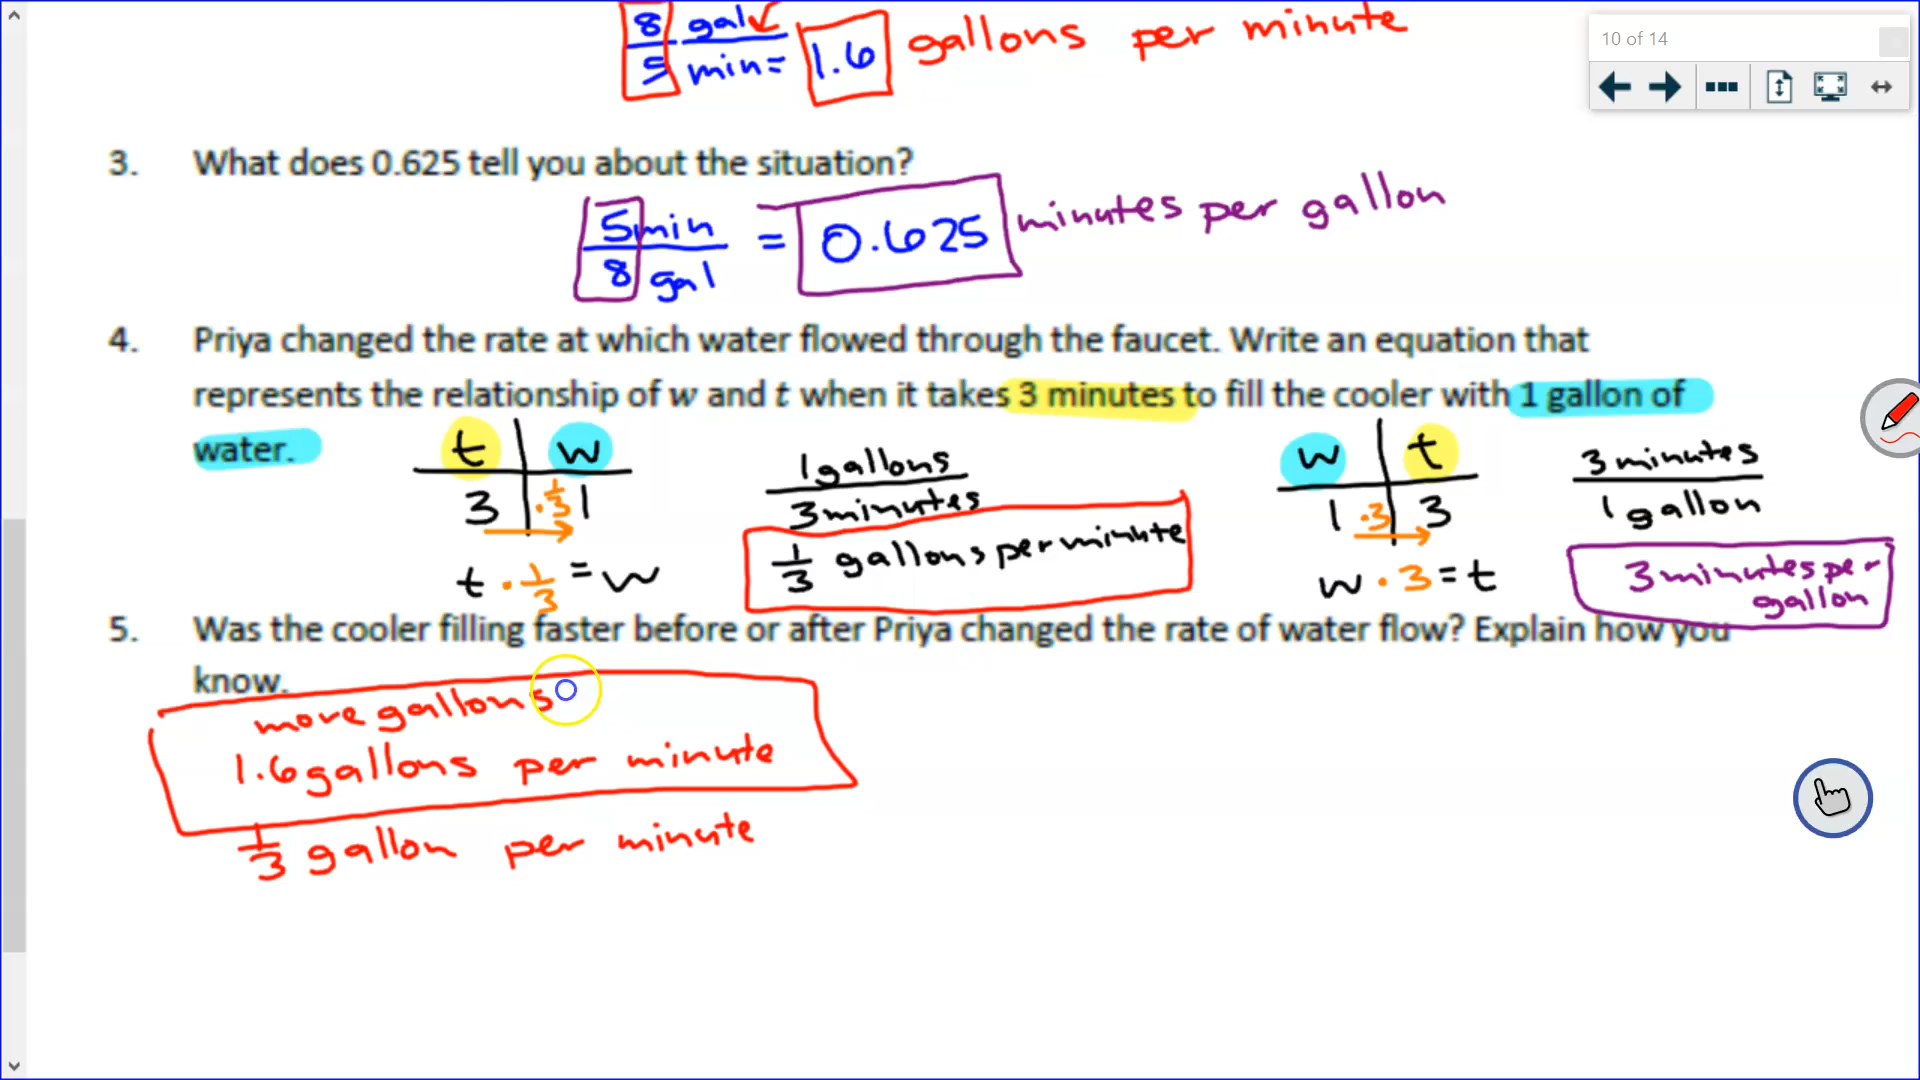 8 gal
5 min = 1.6 gallons per minute
10 of 14
3. What does 0.625 tell you about the situation?
5 min
8 gal = 0.625 minutes per gallon
4. Priya changed the rate at which water flowed through the faucet. Write an equation that
represents the relationship of w and t when it takes 3 minutes to fill the cooler with 1 gallon of
water.
t w
3 ·1/3 1
t · 1/3 = w
1 gallons
3 minutes
1/3 gallons per minute
w t
1 ·3 3
w · 3 = t
3 minutes
1 gallon
3 minutes per
gallon
5. Was the cooler filling faster before or after Priya changed the rate of water flow? Explain how you
know.
more gallons
1.6 gallons per minute
1/3 gallon per minute